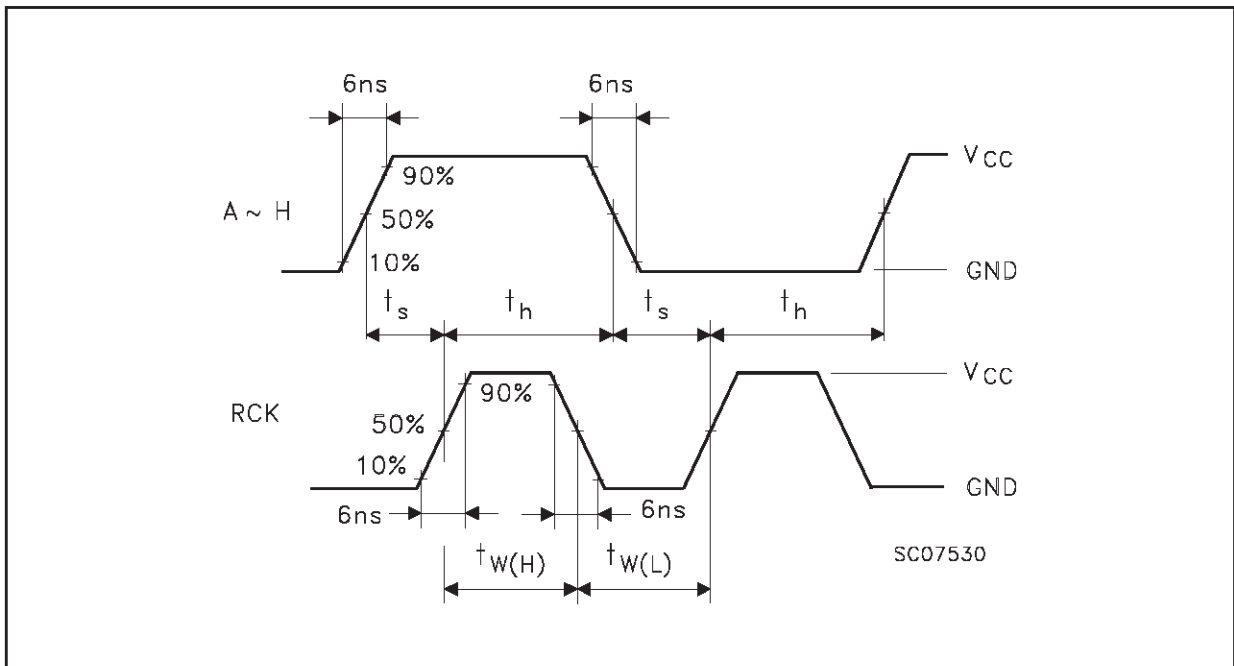 6ns 6ns
VCC
90%
A ~ H 50%
10%
GND
ts th ts th
VCC
90%
RCK 50%
10%
GND
6ns 6ns
tW(H) tW(L)
SC07530